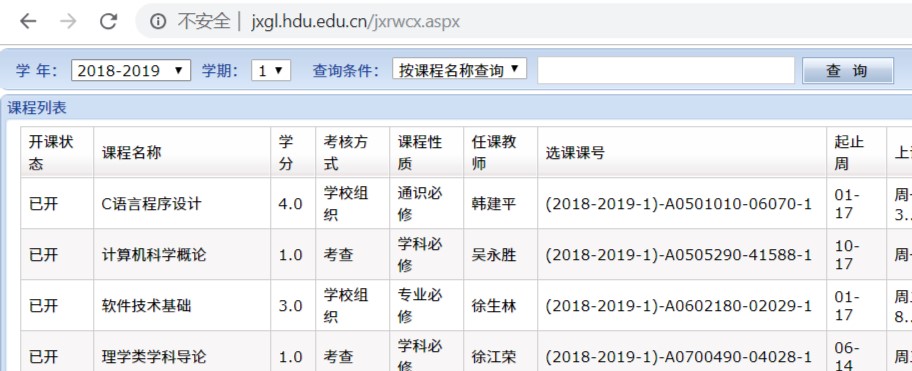 不安全 | jxgl.hdu.edu.cn/jxrwcx.aspx
学 年: 2018-2019 学期: 1 查询条件: 按课程名称查询 查 询
课程列表
开课状态 课程名称 学分 考核方式 课程性质 任课教师 选课课号 起止周 上
已开 C语言程序设计 4.0 学校组织 通识必修 韩建平 (2018-2019-1)-A0501010-06070-1 01-17 周 3...
已开 计算机科学概论 1.0 考查 学科必修 吴永胜 (2018-2019-1)-A0505290-41588-1 10-17 周
已开 软件技术基础 3.0 学校组织 专业必修 徐生林 (2018-2019-1)-A0602180-02029-1 01-17 周 8...
已开 理学类学科导论 1.0 考查 学科必修 徐江荣 (2018-2019-1)-A0700490-04028-1 06-14 周